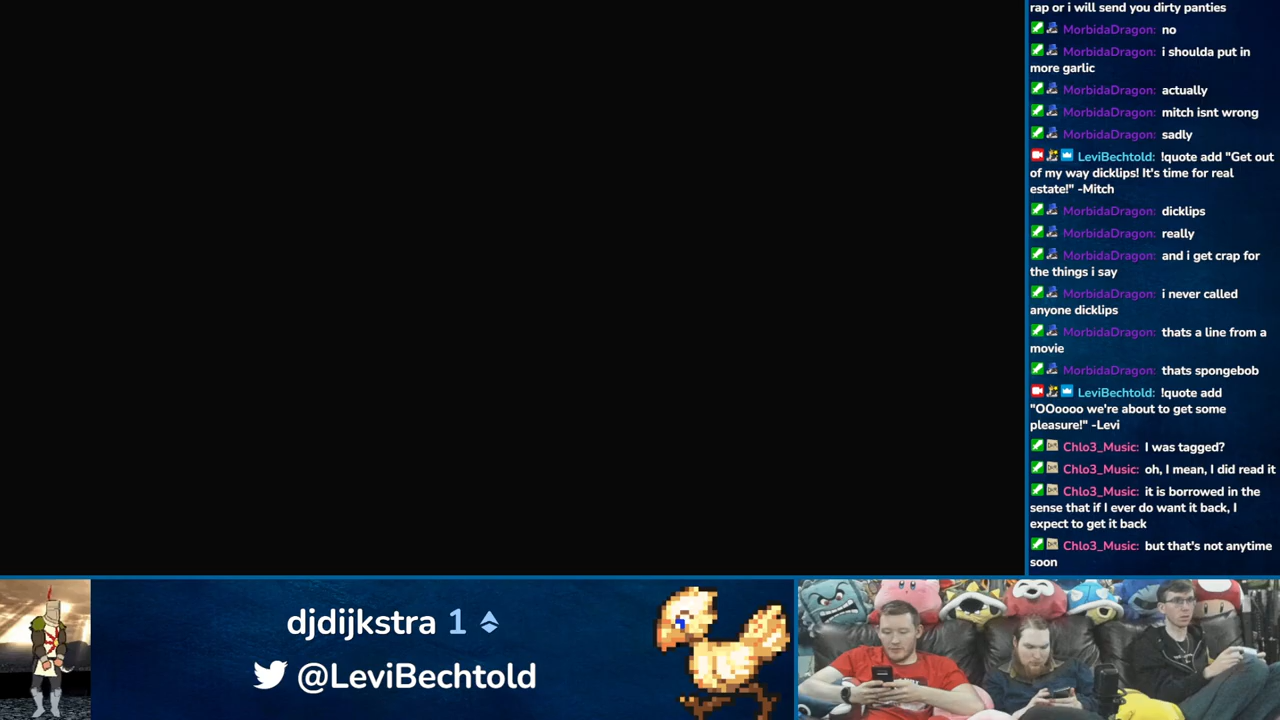 rap or i will send you dirty panties
MorbidaDragon: no
MorbidaDragon: i shoulda put in
more garlic
MorbidaDragon: actually
MorbidaDragon: mitch isnt wrong
MorbidaDragon: sadly
LeviBechtold: !quote add "Get out
of my way dicklips! It's time for real
estate!" -Mitch
MorbidaDragon: dicklips
MorbidaDragon: really
MorbidaDragon: and i get crap for
the things i say
MorbidaDragon: i never called
anyone dicklips
MorbidaDragon: thats a line from a
movie
MorbidaDragon: thats spongebob
LeviBechtold: !quote add
"OOoooo we're about to get some
pleasure!" -Levi
Chlo3_Music: I was tagged?
Chlo3_Music: oh, I mean, I did read it
Chlo3_Music: it is borrowed in the
sense that if I ever do want it back, I
expect to get it back
Chlo3_Music: but that's not anytime
soon
djdijkstra 1
@LeviBechtold